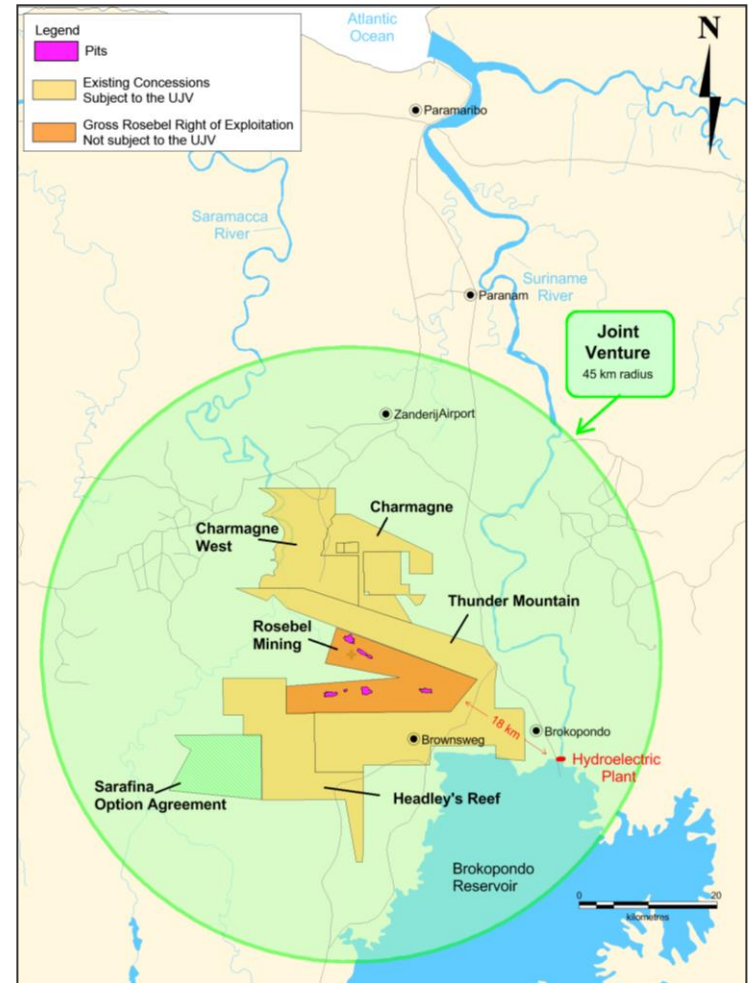 Legend
Pits
Existing Concessions
Subject to the UJV
Gross Rosebel Right of Exploitation
Not subject to the UJV
Atlantic
Ocean
N
Paramaribo
Saramacca
River
Suriname
River
Paranam
Joint
Venture
45 km radius
ZanderijAirport
Charmagne
Charmagne
West
Thunder Mountain
Rosebel
Mining
18 km
Brokopondo
Brownsweg
Hydroelectric
Plant
Sarafina
Option Agreement
Headley's Reef
Brokopondo
Reservoir
0 20
kilometres